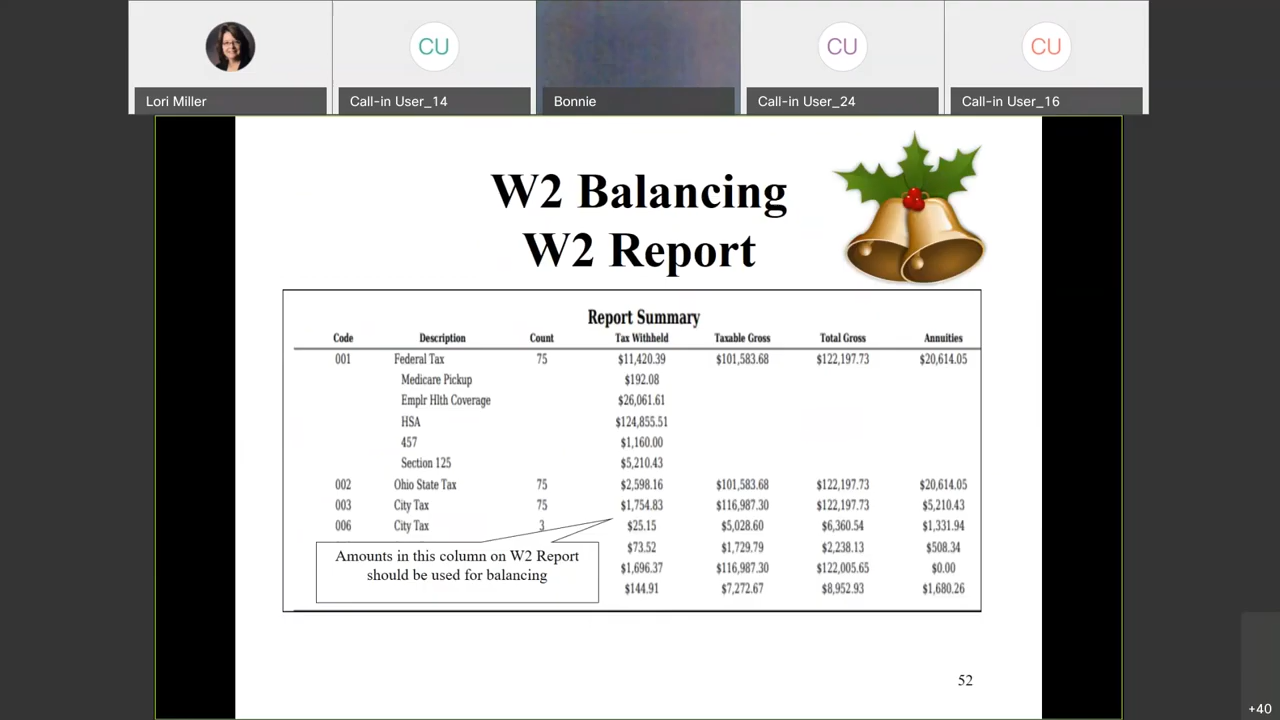 CU CU CU
Lori Miller Call-in User_14 Bonnie Call-in User_24 Call-in User_16
W2 Balancing
W2 Report
Report Summary
Code Description Count Tax Withheld Taxable Gross Total Gross Annuities
001 Federal Tax 75 $11,420.39 $101,583.68 $122,197.73 $20,614.05
Medicare Pickup $192.08
Emplr Hlth Coverage $26,061.61
HSA $124,855.51
457 $1,160.00
Section 125 $5,210.43
002 Ohio State Tax 75 $2,598.16 $101,583.68 $122,197.73 $20,614.05
003 City Tax 75 $1,754.83 $116,987.30 $122,197.73 $5,210.43
006 City Tax 3 $25.15 $5,028.60 $6,360.54 $1,331.94
$73.52 $1,729.79 $2,238.13 $508.34
$1,696.37 $116,987.30 $122,005.65 $0.00
$144.91 $7,272.67 $8,952.93 $1,680.26
Amounts in this column on W2 Report
should be used for balancing
52
+40